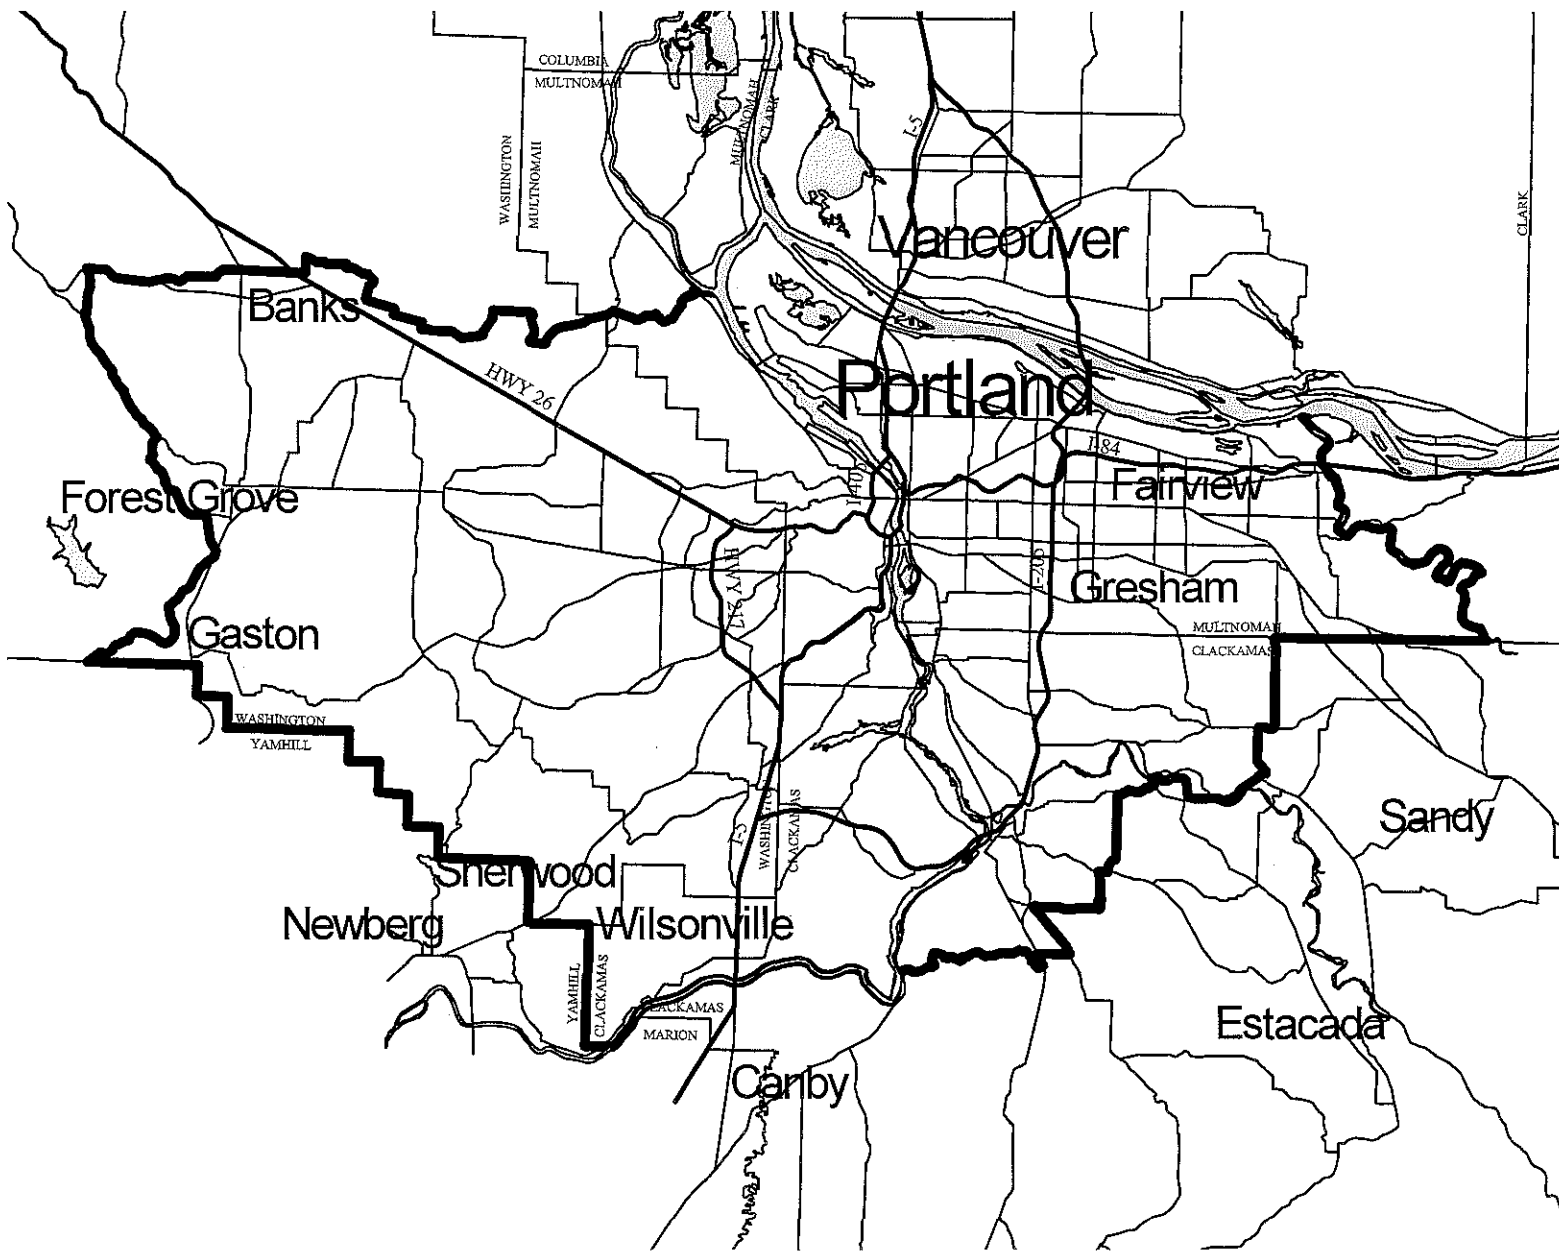 COLUMBIA
MULTNOMAH
WASHINGTON
MULTNOMAH
MULTNOMAH
CLARK
I-5
CLARK
Vancouver
Banks
HWY 26
Portland
I-84
I-405
Forest Grove
Fairview
HWY 217
I-205
Gresham
Gaston
MULTNOMAH
CLACKAMAS
WASHINGTON
YAMHILL
I-5
WASHINGTON
CLACKAMAS
Sandy
Sherwood
Newberg
Wilsonville
YAMHILL
CLACKAMAS
CLACKAMAS
MARION
Estacada
Canby